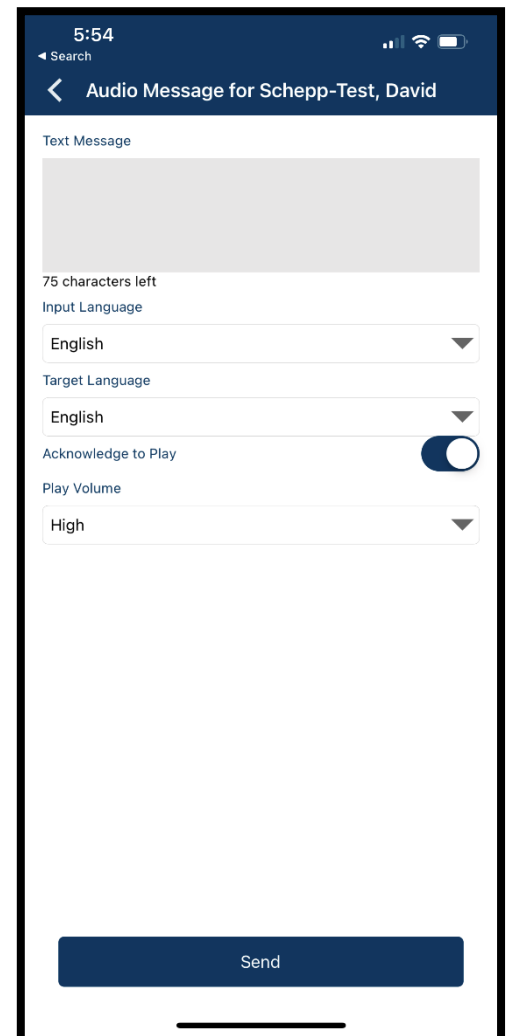 5:54
Search
Audio Message for Schepp-Test, David
Text Message
75 characters left
Input Language
English
Target Language
English
Acknowledge to Play
Play Volume
High
Send